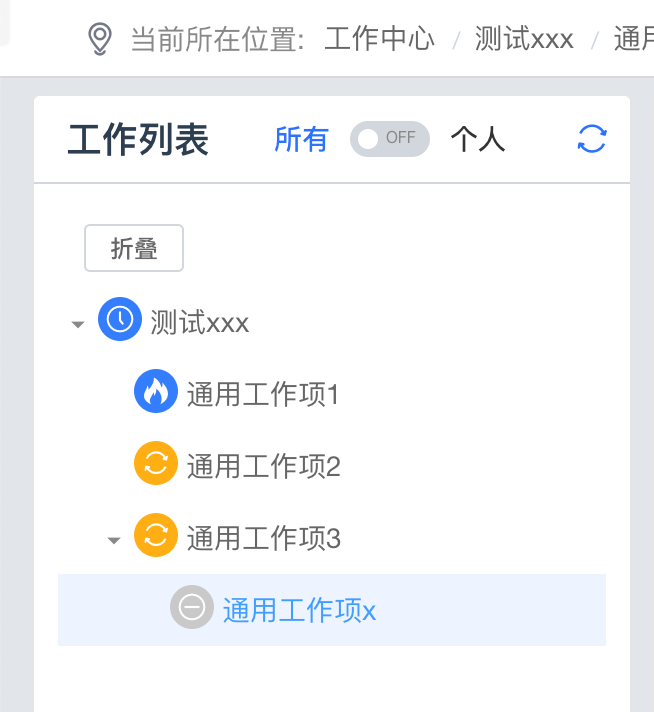 当前所在位置: 工作中心 / 测试xxx / 通用
工作列表 所有 OFF 个人
折叠
测试xxx
通用工作项1
通用工作项2
通用工作项3
通用工作项x